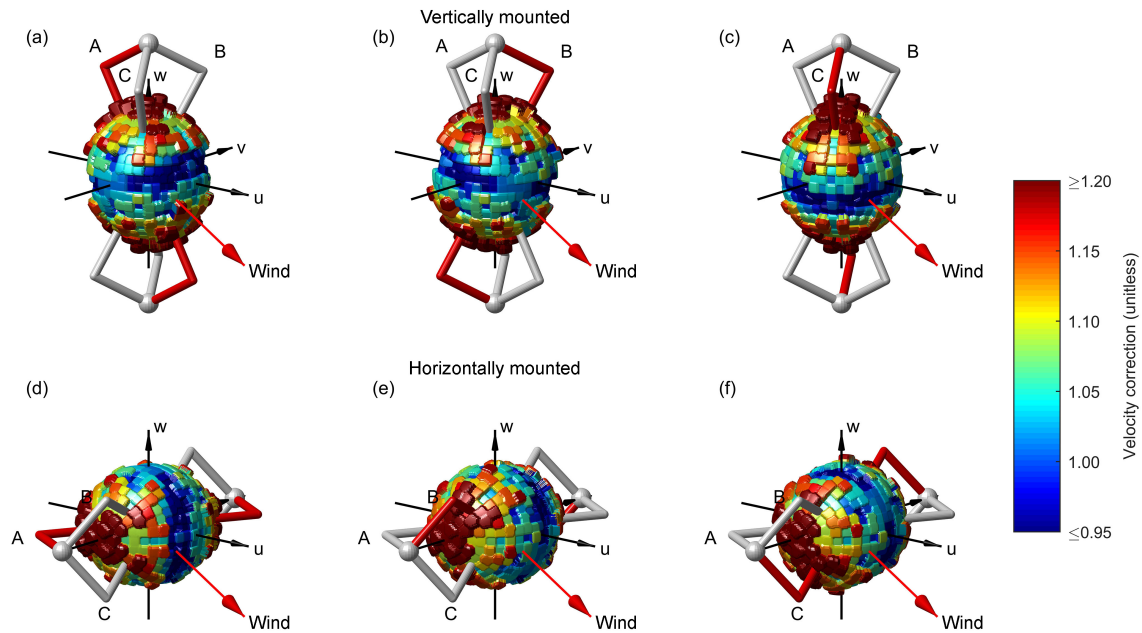 Vertically mounted
(a)
A
B
C
w
v
u
Wind
(b)
A
B
C
w
v
u
Wind
(c)
A
B
C
w
v
u
Wind
≥1.20
1.15
1.10
1.05
1.00
≤0.95
Velocity correction (unitless)
Horizontally mounted
(d)
w
B
A
u
C
Wind
(e)
w
B
A
u
C
Wind
(f)
w
B
A
u
C
Wind